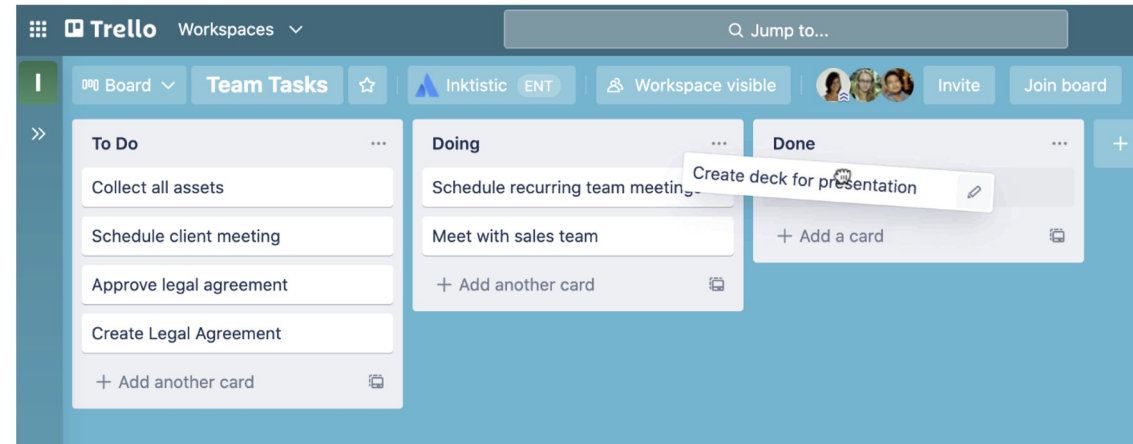 Trello Workspaces Jump to...
I Board Team Tasks Inktistic ENT Workspace visible Invite Join board
To Do
Collect all assets
Schedule client meeting
Approve legal agreement
Create Legal Agreement
+ Add another card
Doing
Schedule recurring team meetings
Meet with sales team
+ Add another card
Done
Create deck for presentation
+ Add a card